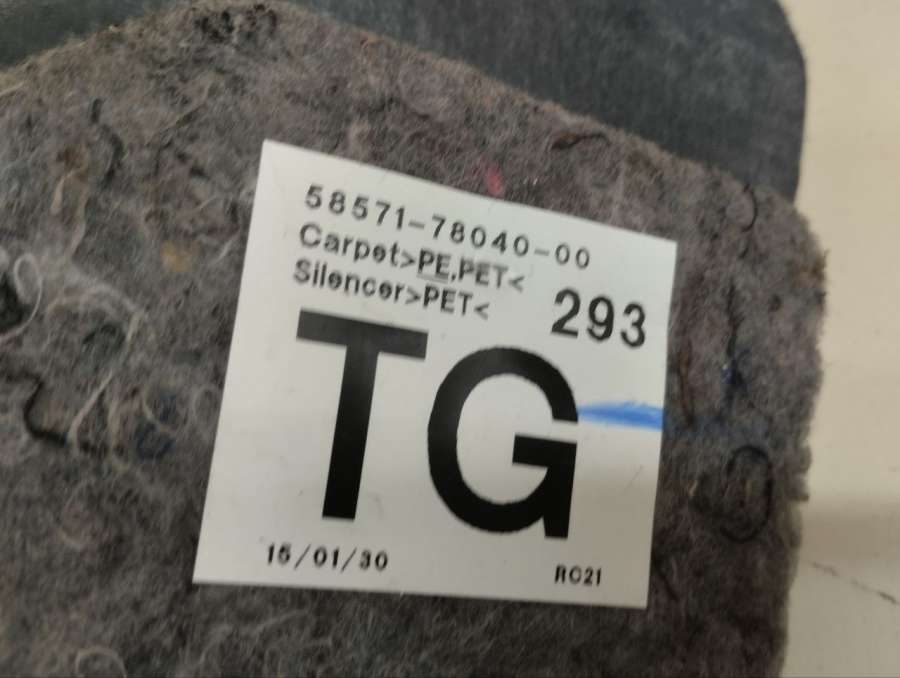 58571-78040-00
Carpet>PE,PET<
Silencer>PET<
293
TG
15/01/30
RC21